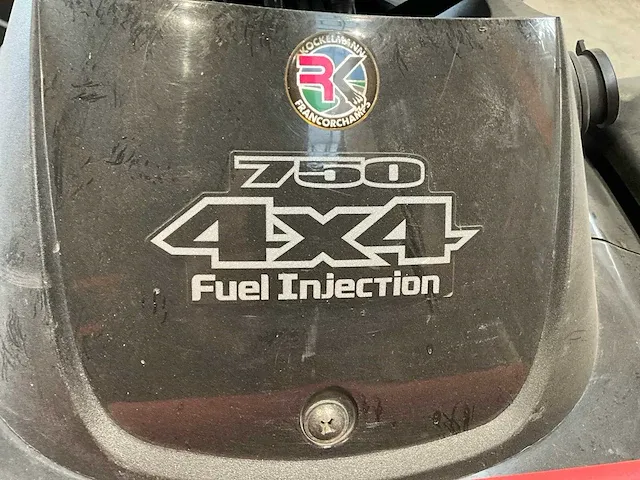 KOCKELMANN
RK
FRANCORCHAMPS
750
4x4
Fuel Injection